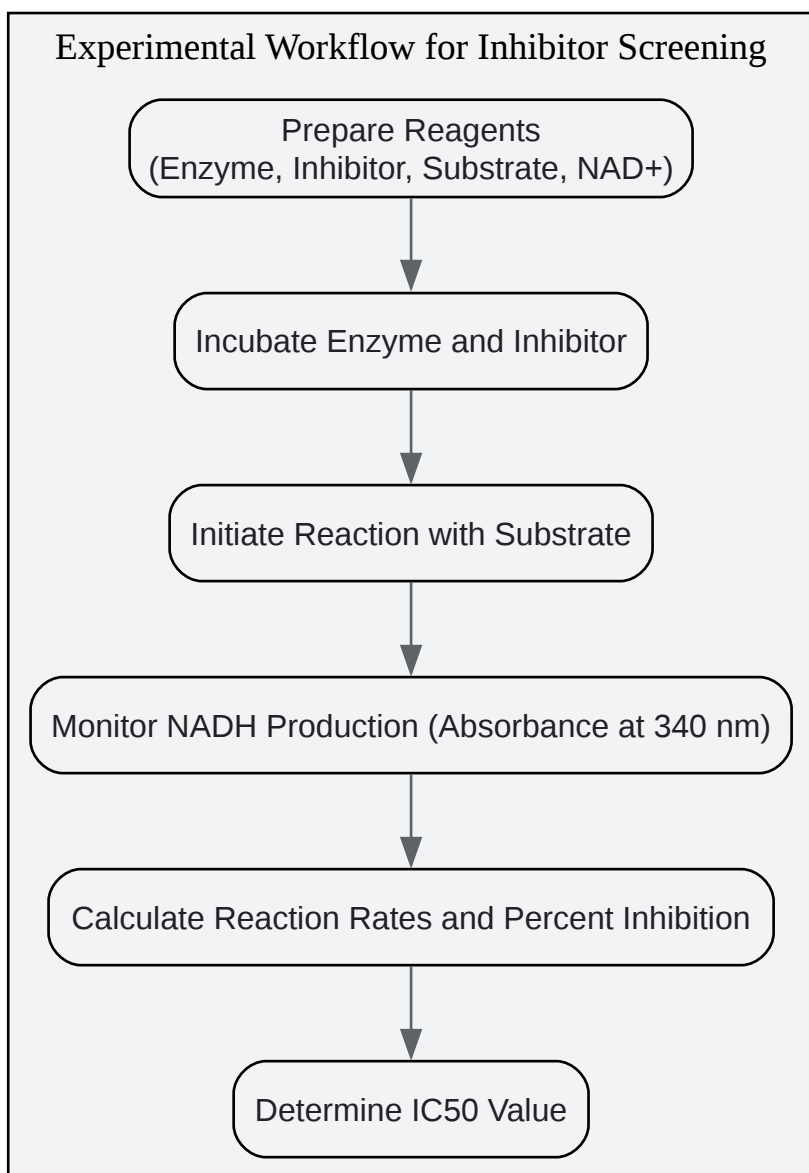 Experimental Workflow for Inhibitor Screening
Prepare Reagents
(Enzyme, Inhibitor, Substrate, NAD+)
Incubate Enzyme and Inhibitor
Initiate Reaction with Substrate
Monitor NADH Production (Absorbance at 340 nm)
Calculate Reaction Rates and Percent Inhibition
Determine IC50 Value